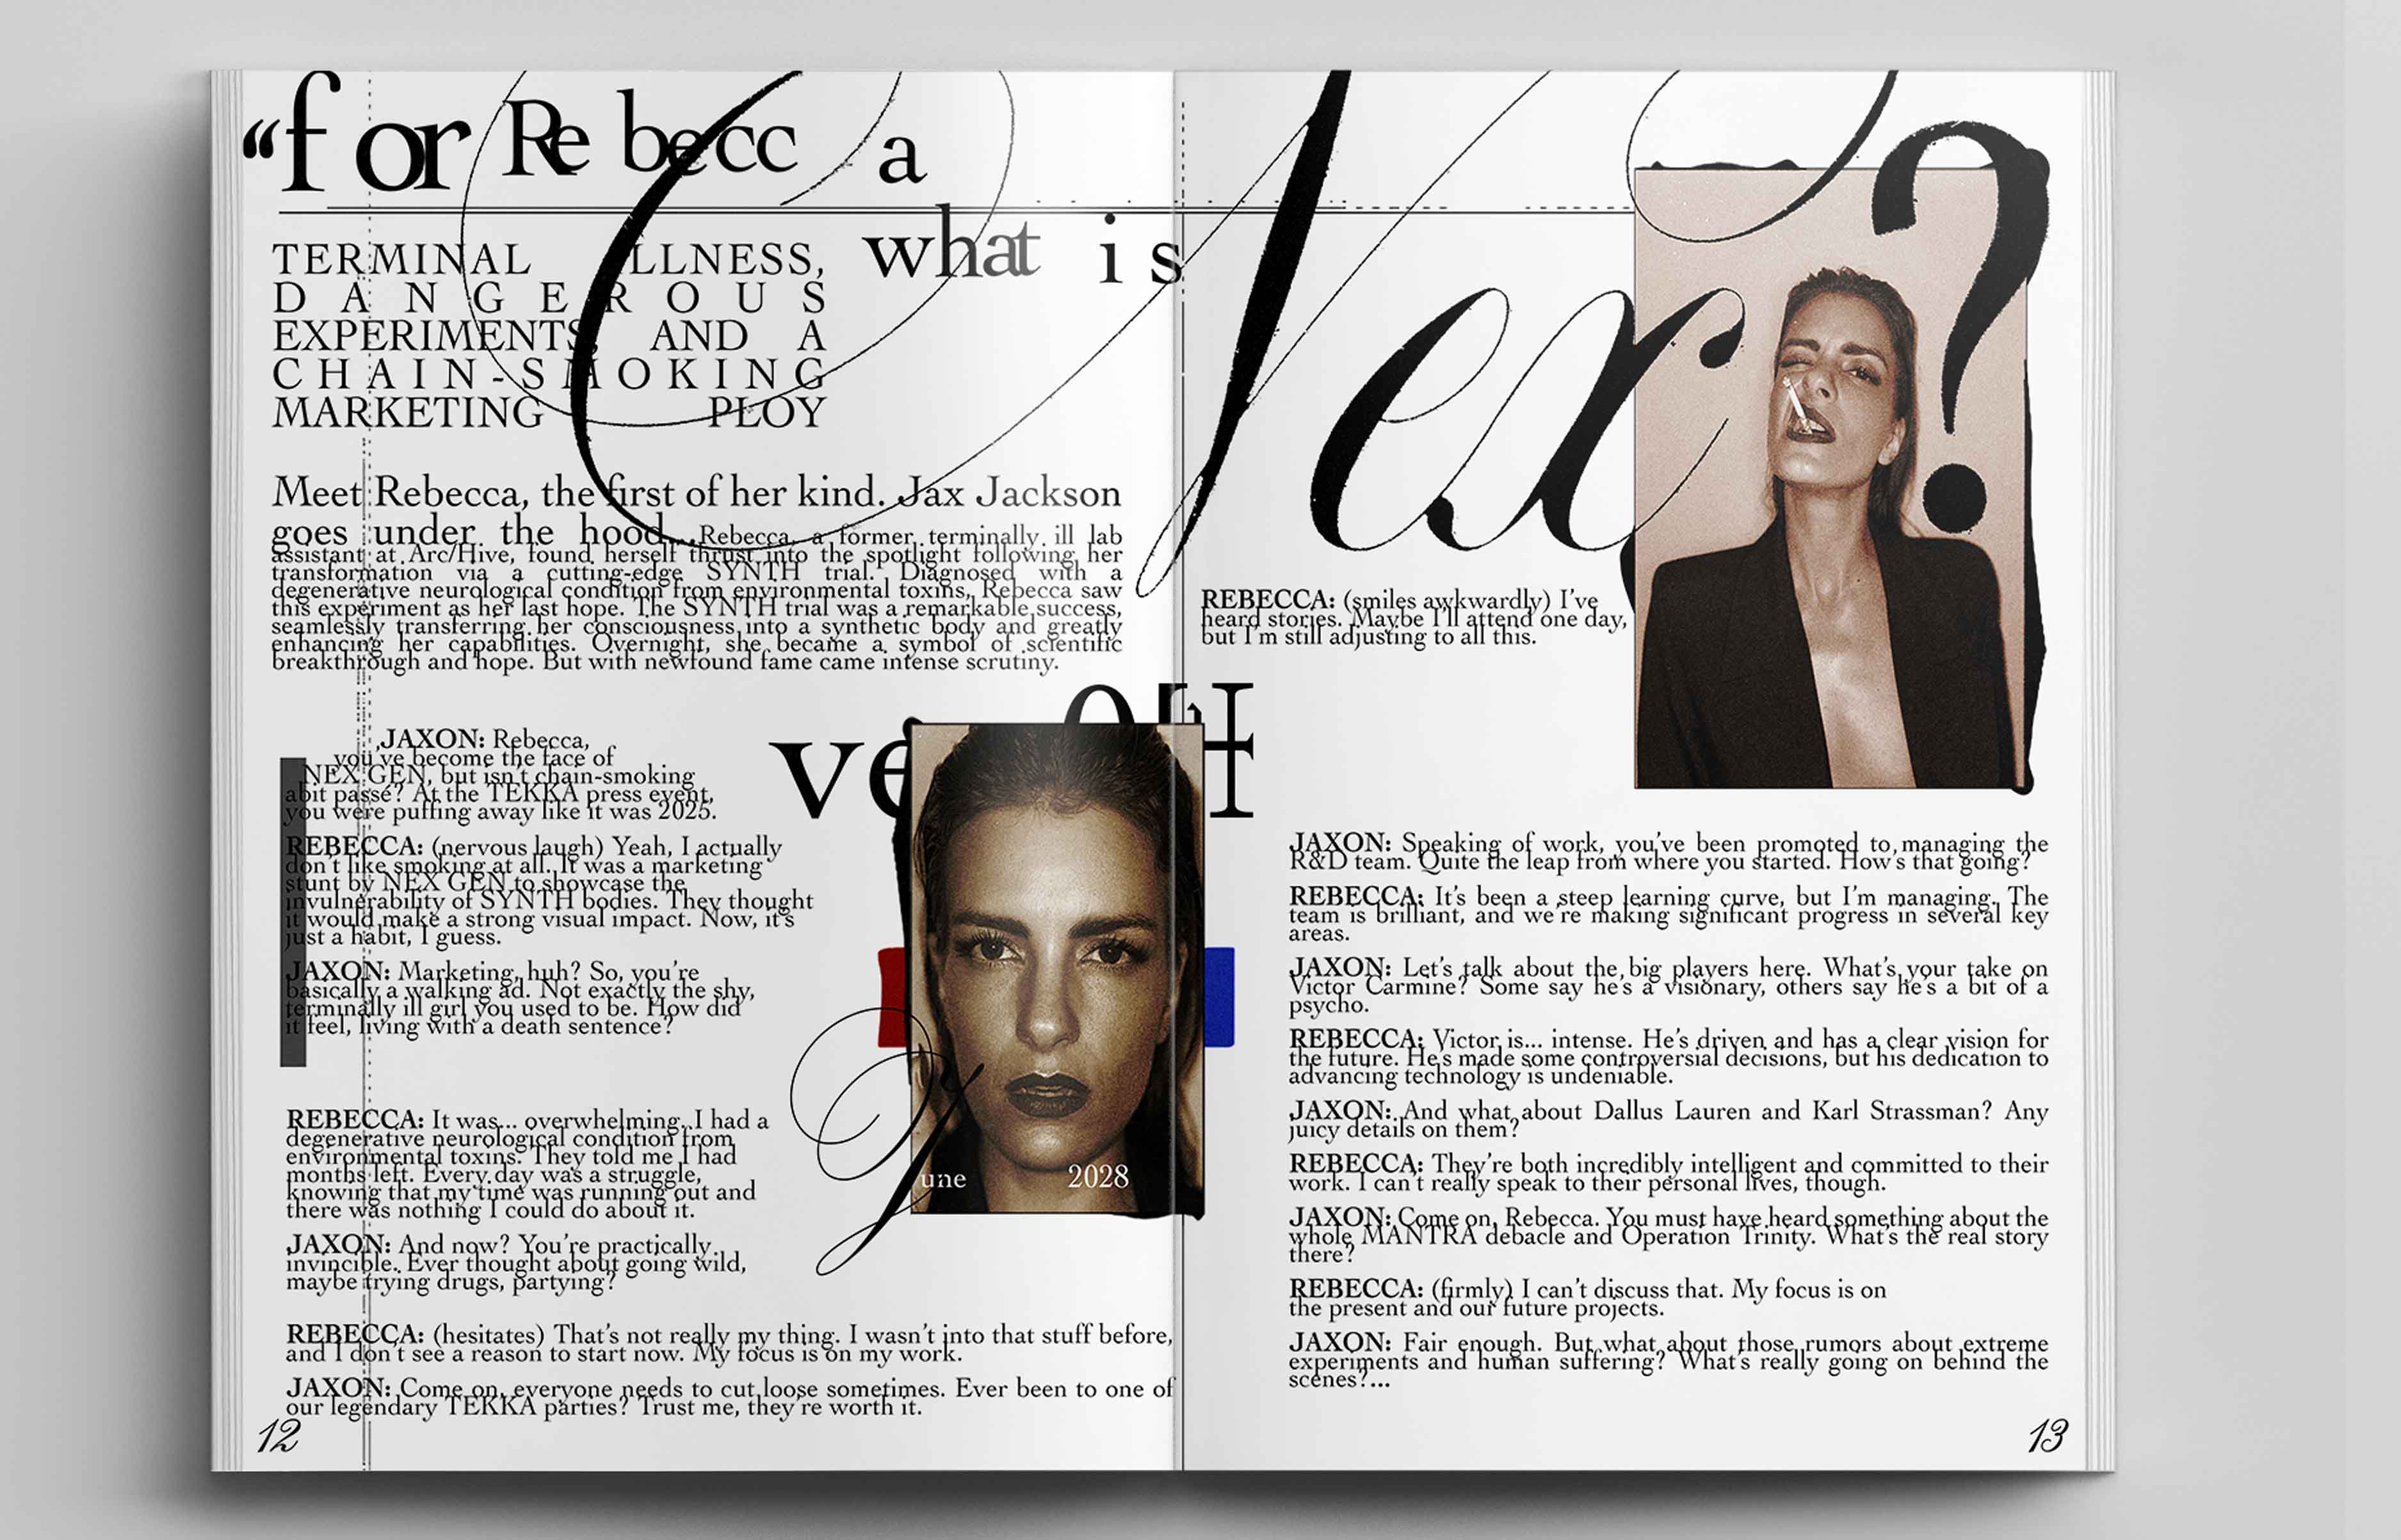 “for Rebecca
what is
Nex?
TERMINAL ILLNESS,
DANGEROUS
EXPERIMENTS, AND A
CHAIN-SMOKING
MARKETING PLOY
Meet Rebecca, the first of her kind. Jax Jackson
goes under the hood...Rebecca, a former terminally ill lab
assistant at Arc/Hive, found herself thrust into the spotlight following her
transformation via a cutting-edge SYNTH trial. Diagnosed with a
degenerative neurological condition from environmental toxins, Rebecca saw
this experiment as her last hope. The SYNTH trial was a remarkable success,
seamlessly transferring her consciousness into a synthetic body and greatly
enhancing her capabilities. Overnight, she became a symbol of scientific
breakthrough and hope. But with newfound fame came intense scrutiny.
JAXON: Rebecca,
you've become the face of
NEX GEN, but isn't chain-smoking
abit passé? At the TEKKA press event,
you were puffing away like it was 2025.
REBECCA: (nervous laugh) Yeah, I actually
don't like smoking at all. It was a marketing
stunt by NEX GEN to showcase the
invulnerability of SYNTH bodies. They thought
it would make a strong visual impact. Now, it's
just a habit, I guess.
JAXON: Marketing, huh? So, you're
basically a walking ad. Not exactly the shy,
terminally ill girl you used to be. How did
it feel, living with a death sentence?
REBECCA: It was... overwhelming. I had a
degenerative neurological condition from
environmental toxins. They told me I had
months left. Every day was a struggle,
knowing that my time was running out and
there was nothing I could do about it.
JAXON: And now? You're practically
invincible. Ever thought about going wild,
maybe trying drugs, partying?
REBECCA: (hesitates) That's not really my thing. I wasn't into that stuff before,
and I don't see a reason to start now. My focus is on my work.
JAXON: Come on, everyone needs to cut loose sometimes. Ever been to one of
our legendary TEKKA parties? Trust me, they're worth it.
12
June 2028
REBECCA: (smiles awkwardly) I've
heard stories. Maybe I'll attend one day,
but I'm still adjusting to all this.
JAXON: Speaking of work, you've been promoted to managing the
R&D team. Quite the leap from where you started. How's that going?
REBECCA: It's been a steep learning curve, but I'm managing. The
team is brilliant, and we're making significant progress in several key
areas.
JAXON: Let's talk about the big players here. What's your take on
Victor Carmine? Some say he's a visionary, others say he's a bit of a
psycho.
REBECCA: Victor is... intense. He's driven and has a clear vision for
the future. He's made some controversial decisions, but his dedication to
advancing technology is undeniable.
JAXON: And what about Dallus Lauren and Karl Strassman? Any
juicy details on them?
REBECCA: They're both incredibly intelligent and committed to their
work. I can't really speak to their personal lives, though.
JAXON: Come on, Rebecca. You must have heard something about the
whole MANTRA debacle and Operation Trinity. What's the real story
there?
REBECCA: (firmly) I can't discuss that. My focus is on
the present and our future projects.
JAXON: Fair enough. But what about those rumors about extreme
experiments and human suffering? What's really going on behind the
scenes?...
13